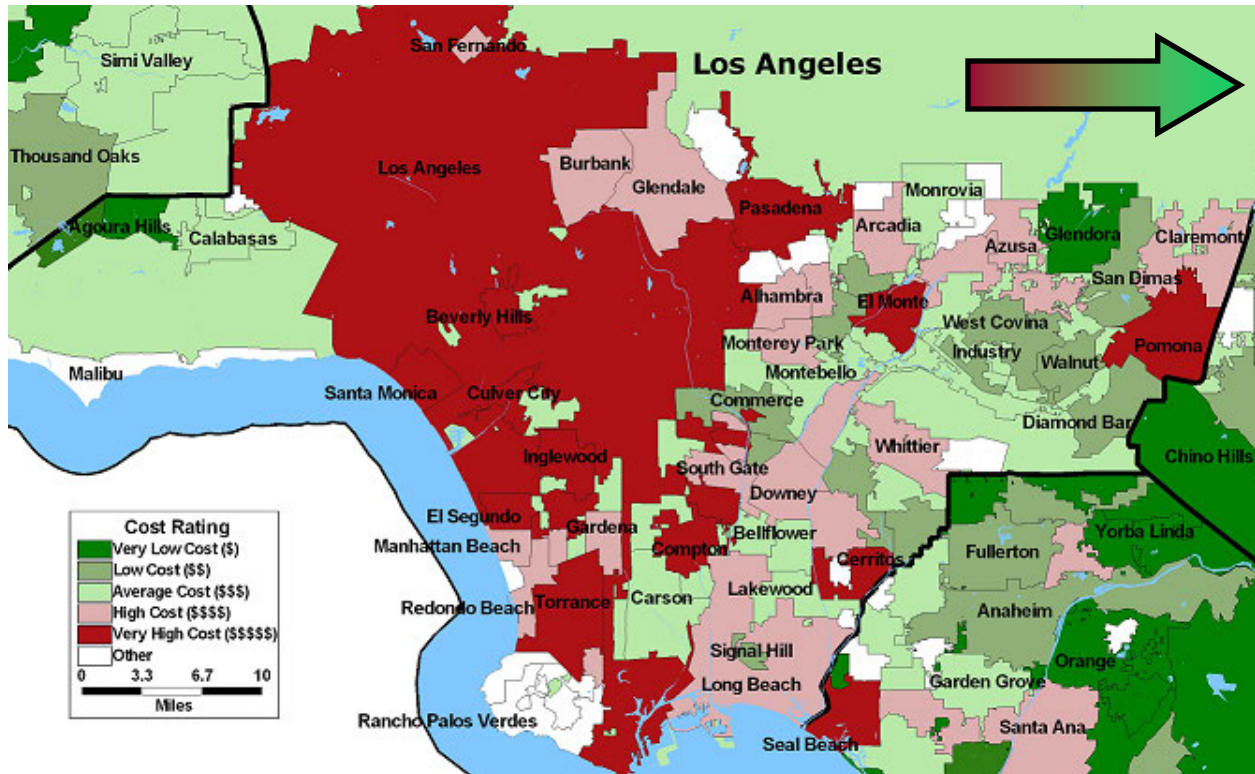 San Fernando
Los Angeles
Simi Valley
Thousand Oaks
Los Angeles
Burbank
Glendale
Monrovia
Pasadena
Arcadia
Agoura Hills
Calabasas
Azusa
Glendora
Claremont
San Dimas
Alhambra
El Monte
Beverly Hills
West Covina
Monterey Park
Industry
Walnut
Pomona
Malibu
Montebello
Santa Monica
Culver City
Commerce
Diamond Bar
Whittier
Inglewood
South Gate
Chino Hills
Downey
El Segundo
Gardena
Bellflower
Yorba Linda
Manhattan Beach
Compton
Cerritos
Fullerton
Lakewood
Redondo Beach
Torrance
Carson
Anaheim
Signal Hill
Orange
Long Beach
Garden Grove
Rancho Palos Verdes
Santa Ana
Seal Beach
Cost Rating
Very Low Cost ($)
Low Cost ($$)
Average Cost ($$$)
High Cost ($$$$)
Very High Cost ($$$$$)
Other
0 3.3 6.7 10
Miles